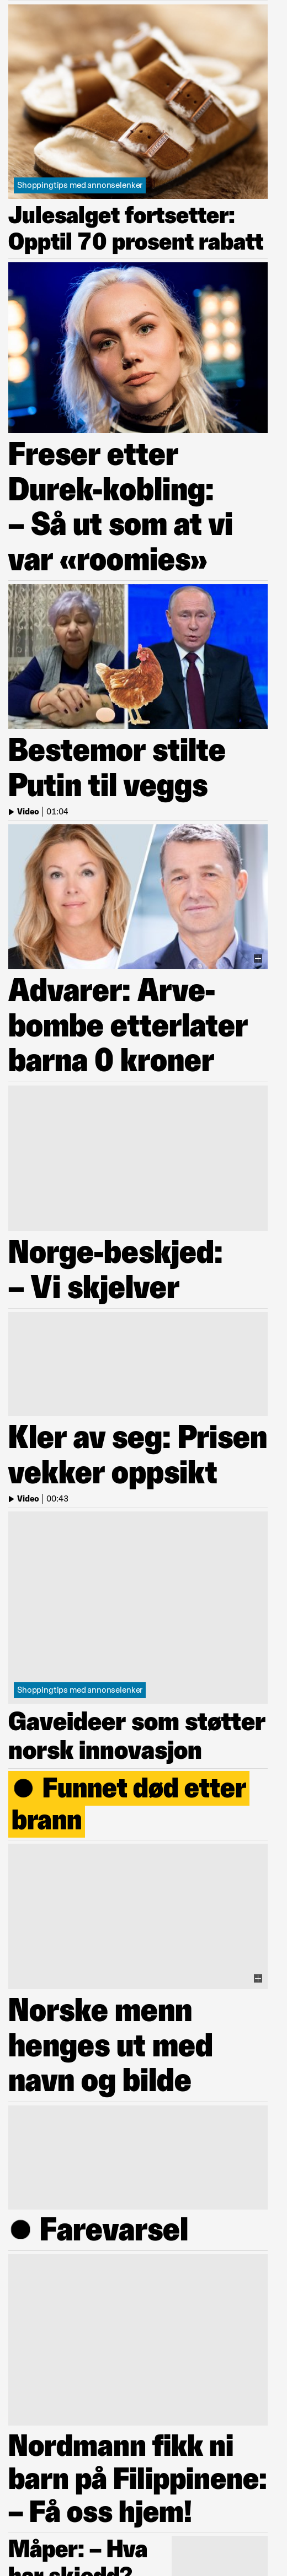 Shoppingtips med annonselenker
Julesalget fortsetter:
Opptil 70 prosent rabatt
Freser etter
Durek-kobling:
– Så ut som at vi
var «roomies»
Bestemor stilte
Putin til veggs
Video | 01:04
Advarer: Arve-
bombe etterlater
barna 0 kroner
Norge-beskjed:
– Vi skjelver
Kler av seg: Prisen
vekker oppsikt
Video | 00:43
Shoppingtips med annonselenker
Gaveideer som støtter
norsk innovasjon
● Funnet død etter
brann
Norske menn
henges ut med
navn og bilde
● Farevarsel
Nordmann fikk ni
barn på Filippinene:
– Få oss hjem!
Måper: – Hva
har skjedd?